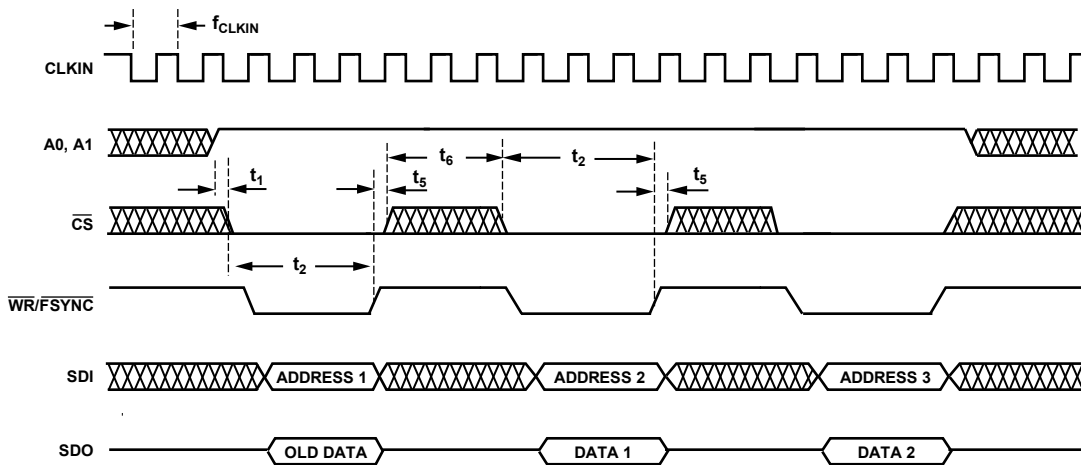 fCLKIN
CLKIN
A0, A1
t6 t2
t1 t5 t5
CS
t2
WR/FSYNC
SDI ADDRESS 1 ADDRESS 2 ADDRESS 3
SDO OLD DATA DATA 1 DATA 2